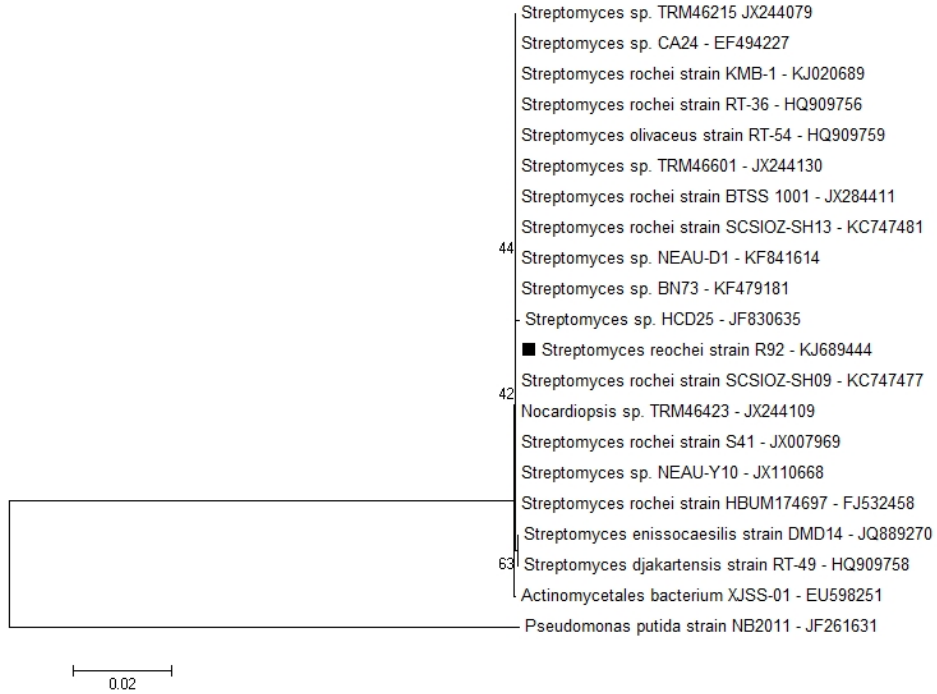 Streptomyces sp. TRM46215 JX244079
Streptomyces sp. CA24 - EF494227
Streptomyces rochei strain KMB-1 - KJ020689
Streptomyces rochei strain RT-36 - HQ909756
Streptomyces olivaceus strain RT-54 - HQ909759
Streptomyces sp. TRM46601 - JX244130
Streptomyces rochei strain BTSS 1001 - JX284411
Streptomyces rochei strain SCSIOZ-SH13 - KC747481
44
Streptomyces sp. NEAU-D1 - KF841614
Streptomyces sp. BN73 - KF479181
Streptomyces sp. HCD25 - JF830635
Streptomyces reochei strain R92 - KJ689444
Streptomyces rochei strain SCSIOZ-SH09 - KC747477
42
Nocardiopsis sp. TRM46423 - JX244109
Streptomyces rochei strain S41 - JX007969
Streptomyces sp. NEAU-Y10 - JX110668
Streptomyces rochei strain HBUM174697 - FJ532458
Streptomyces enissocaesilis strain DMD14 - JQ889270
63
Streptomyces djakartensis strain RT-49 - HQ909758
Actinomycetales bacterium XJSS-01 - EU598251
Pseudomonas putida strain NB2011 - JF261631
0.02